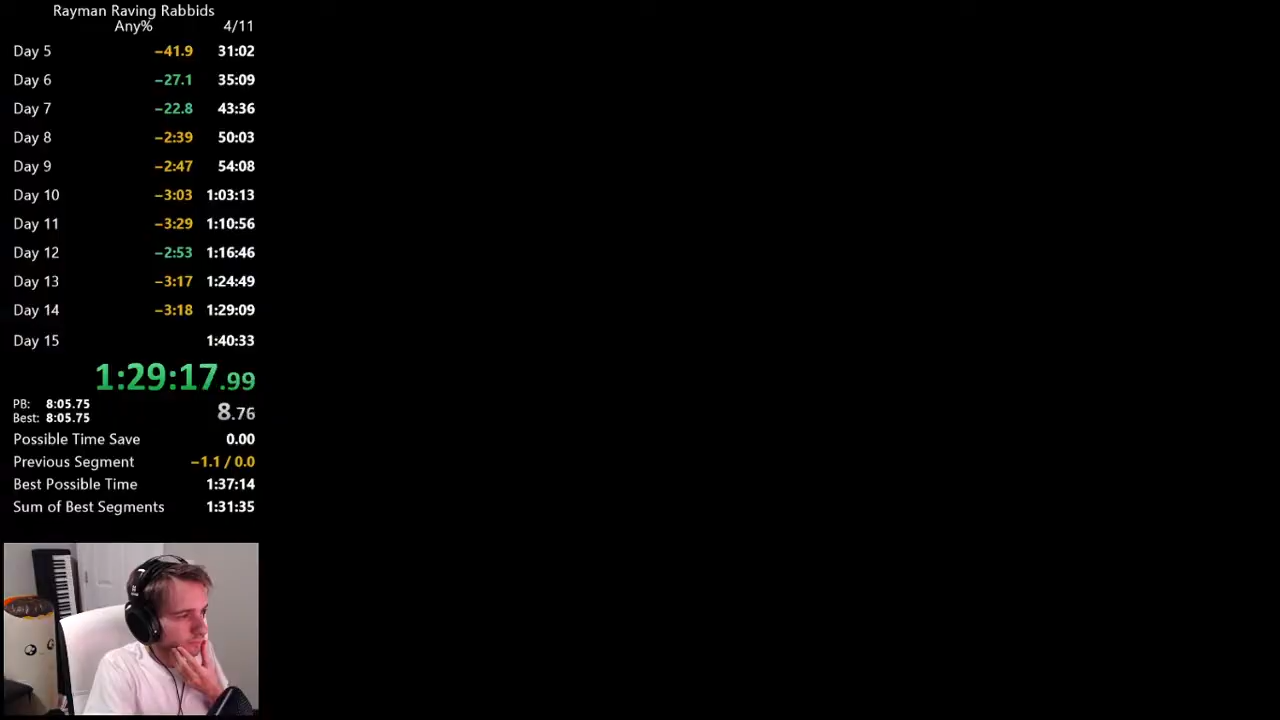 Rayman Raving Rabbids
Any% 4/11
Day 5 −41.9 31:02
Day 6 −27.1 35:09
Day 7 −22.8 43:36
Day 8 −2:39 50:03
Day 9 −2:47 54:08
Day 10 −3:03 1:03:13
Day 11 −3:29 1:10:56
Day 12 −2:53 1:16:46
Day 13 −3:17 1:24:49
Day 14 −3:18 1:29:09
Day 15 1:40:33
1:29:17.99
PB: 8:05.75 8.76
Best: 8:05.75
Possible Time Save 0.00
Previous Segment −1.1 / 0.0
Best Possible Time 1:37:14
Sum of Best Segments 1:31:35